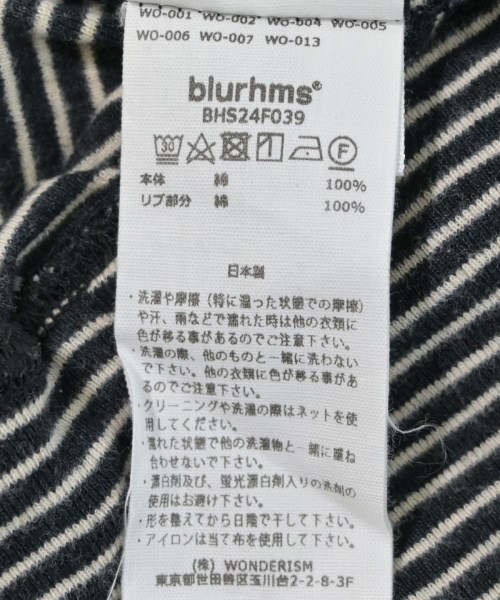 WO-001 WO-002 WO-004 WO-005
WO-006 WO-007 WO-013
blurhms®
BHS24F039
30 F
本体 綿 100%
リブ部分 綿 100%
日本製
・洗濯や摩擦（特に湿った状態での摩擦）
や汗、雨などで濡れた時は他の衣類に
色が移る事があるのでご注意下さい。
・洗濯の際、他のものと一緒に洗わない
で下さい。他の衣類に色が移る事があ
るのでご注意下さい
・クリーニングや洗濯の際はネットを使
用してください。
・濡れた状態で他の洗濯物と一緒に重ね
合わせないで下さい。
・漂白剤及び、蛍光漂白剤入りの洗剤の
使用はお避け下さい。
・形を整えてから日陰で干して下さい。
・アイロンは当て布を使用して下さい。
（株）WONDERISM
東京都世田谷区玉川台2-2-8-3F